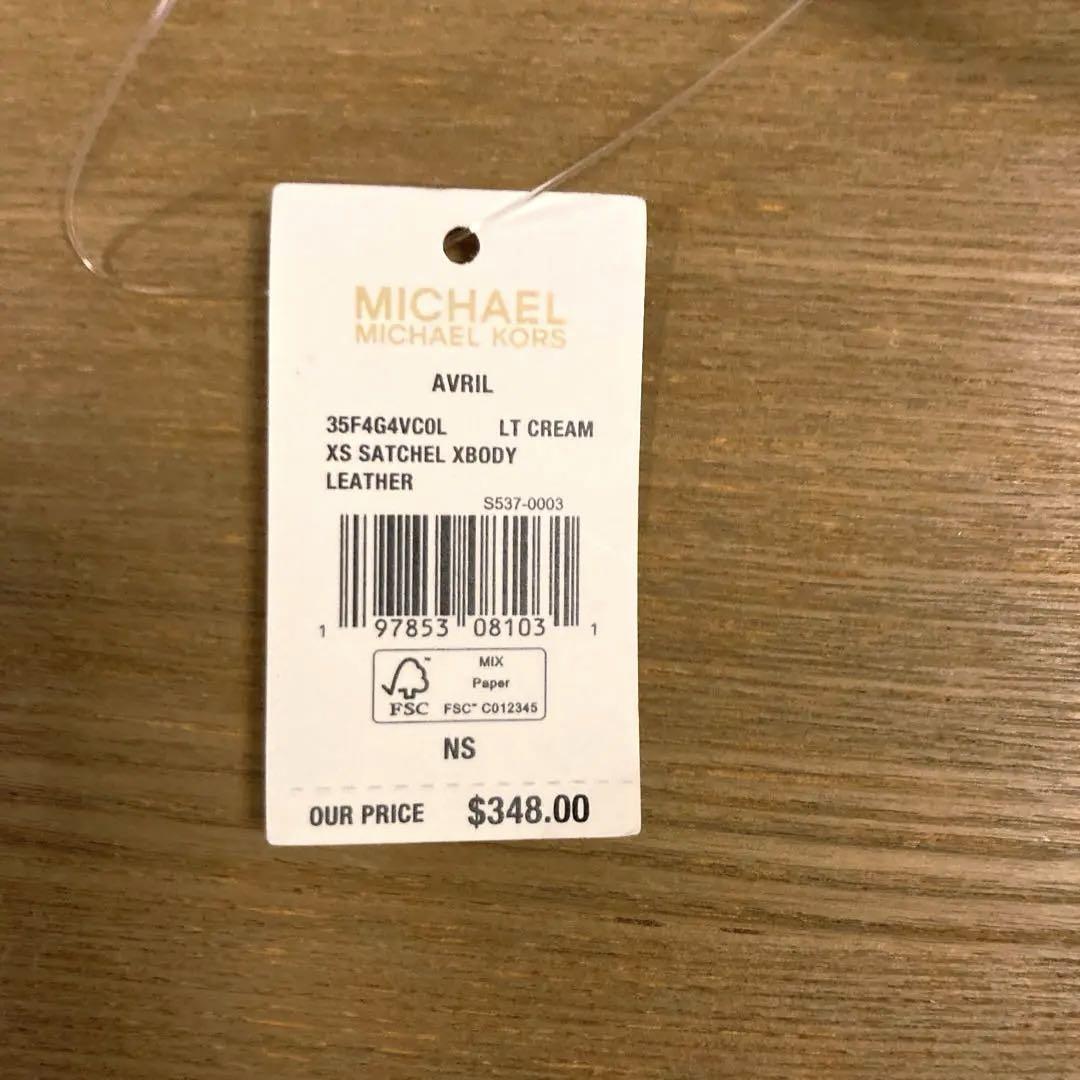 MICHAEL
MICHAEL KORS
AVRIL
35F4G4VC0L LT CREAM
XS SATCHEL XBODY
LEATHER
S537-0003
1 97853 08103 1
MIX
Paper
FSC FSC™ C012345
NS
OUR PRICE $348.00